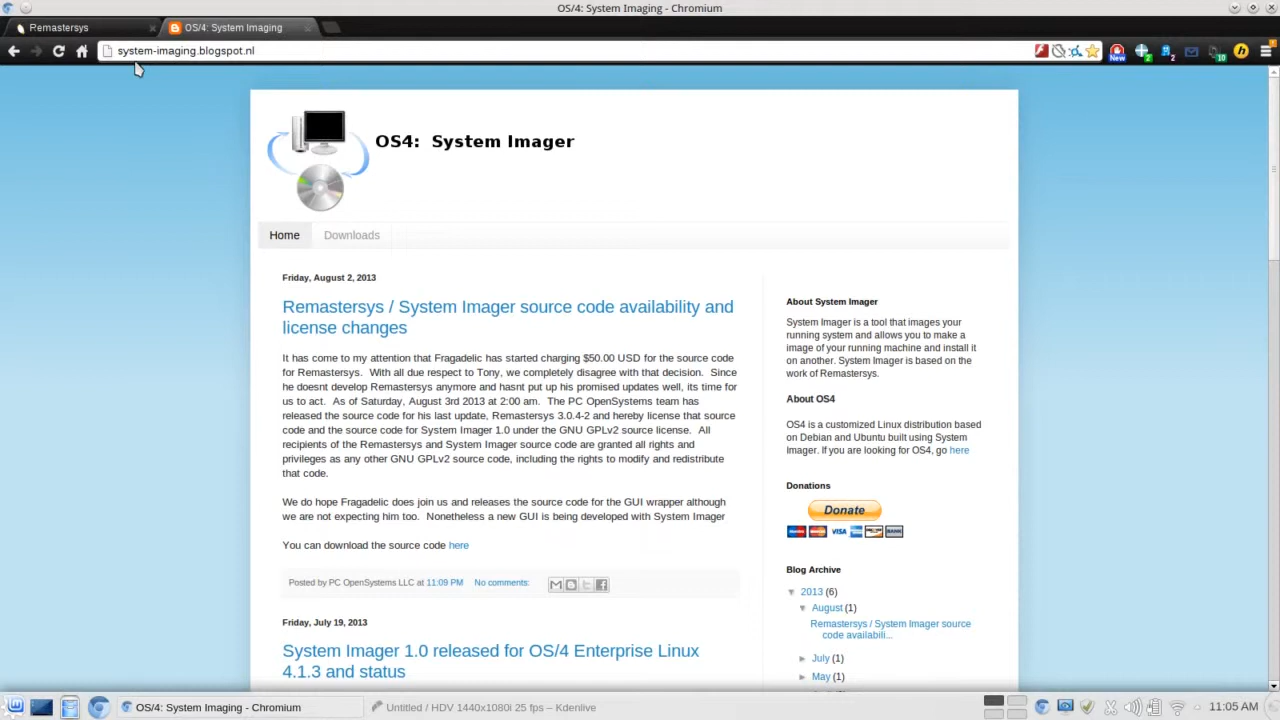 OS/4: System Imaging - Chromium
Remastersys
OS/4: System Imaging
system-imaging.blogspot.nl
New
2
2
10
OS4: System Imager
Home
Downloads
Friday, August 2, 2013
Remastersys / System Imager source code availability and
license changes
It has come to my attention that Fragadelic has started charging $50.00 USD for the source code
for Remastersys. With all due respect to Tony, we completely disagree with that decision. Since
he doesnt develop Remastersys anymore and hasnt put up his promised updates well, its time for
us to act. As of Saturday, August 3rd 2013 at 2:00 am. The PC OpenSystems team has
released the source code for his last update, Remastersys 3.0.4-2 and hereby license that source
code and the source code for System Imager 1.0 under the GNU GPLv2 source license. All
recipients of the Remastersys and System Imager source code are granted all rights and
privileges as any other GNU GPLv2 source code, including the rights to modify and redistribute
that code.
We do hope Fragadelic does join us and releases the source code for the GUI wrapper although
we are not expecting him too. Nonetheless a new GUI is being developed with System Imager
You can download the source code here
Posted by PC OpenSystems LLC at 11:09 PM No comments:
Friday, July 19, 2013
System Imager 1.0 released for OS/4 Enterprise Linux
4.1.3 and status
About System Imager
System Imager is a tool that images your
running system and allows you to make a
image of your running machine and install it
on another. System Imager is based on the
work of Remastersys.
About OS4
OS4 is a customized Linux distribution based
on Debian and Ubuntu built using System
Imager. If you are looking for OS4, go here
Donations
Donate
VISA
Blog Archive
▼ 2013 (6)
▼ August (1)
Remastersys / System Imager source
code availabili...
► July (1)
► May (1)
OS/4: System Imaging - Chromium
Untitled / HDV 1440x1080i 25 fps – Kdenlive
11:05 AM